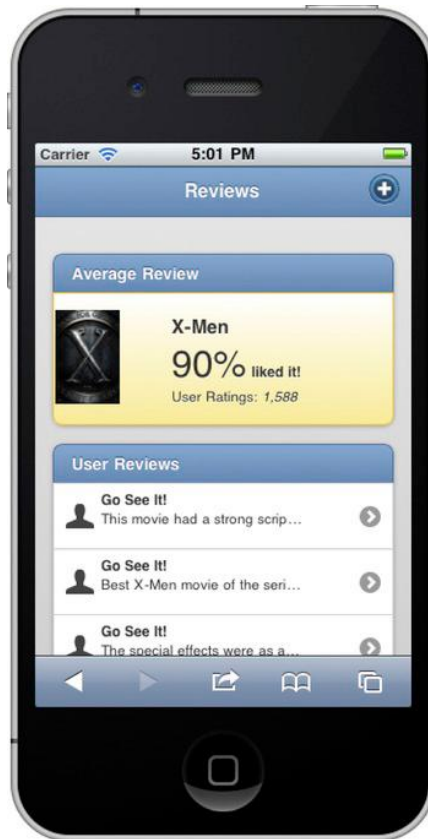 Carrier 5:01 PM
Reviews
Average Review
X-Men
90% liked it!
User Ratings: 1,588
User Reviews
Go See It!
This movie had a strong scrip...
Go See It!
Best X-Men movie of the seri...
Go See It!
The special effects were as a...